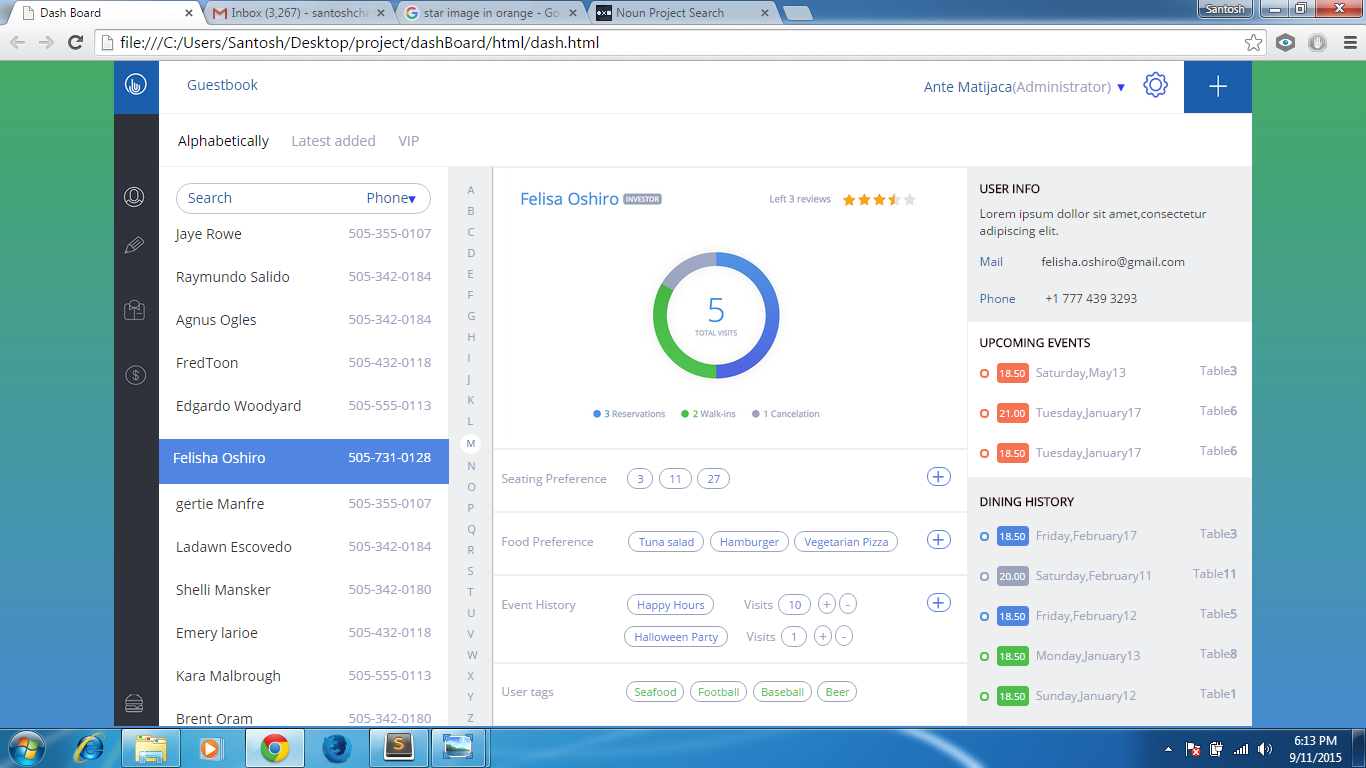 Dash Board
Inbox (3,267) - santoshcha
star image in orange - Goo
Noun Project Search
Santosh
file:///C:/Users/Santosh/Desktop/project/dashBoard/html/dash.html
Guestbook
Ante Matijaca(Administrator) ▼
+
Alphabetically Latest added VIP
Search Phone▾
Jaye Rowe 505-355-0107
Raymundo Salido 505-342-0184
Agnus Ogles 505-342-0184
FredToon 505-432-0118
Edgardo Woodyard 505-555-0113
Felisha Oshiro 505-731-0128
gertie Manfre 505-355-0107
Ladawn Escovedo 505-342-0184
Shelli Mansker 505-342-0180
Emery larioe 505-432-0118
Kara Malbrough 505-555-0113
Brent Oram 505-342-0180
A
B
C
D
E
F
G
H
I
J
K
L
M
N
O
P
Q
R
S
T
U
V
W
X
Y
Z
Felisa Oshiro INVESTOR Left 3 reviews
5
TOTAL VISITS
3 Reservations 2 Walk-ins 1 Cancelation
Seating Preference 3 11 27 +
Food Preference Tuna salad Hamburger Vegetarian Pizza +
Event History Happy Hours Visits 10 + - +
Halloween Party Visits 1 + -
User tags Seafood Football Baseball Beer
USER INFO
Lorem ipsum dollor sit amet,consectetur
adipiscing elit.
Mail felisha.oshiro@gmail.com
Phone +1 777 439 3293
UPCOMING EVENTS
18.50 Saturday,May13 Table3
21.00 Tuesday,January17 Table6
18.50 Tuesday,January17 Table6
DINING HISTORY
18.50 Friday,February17 Table3
20.00 Saturday,February11 Table11
18.50 Friday,February12 Table5
18.50 Monday,January13 Table8
18.50 Sunday,January12 Table1
6:13 PM
9/11/2015